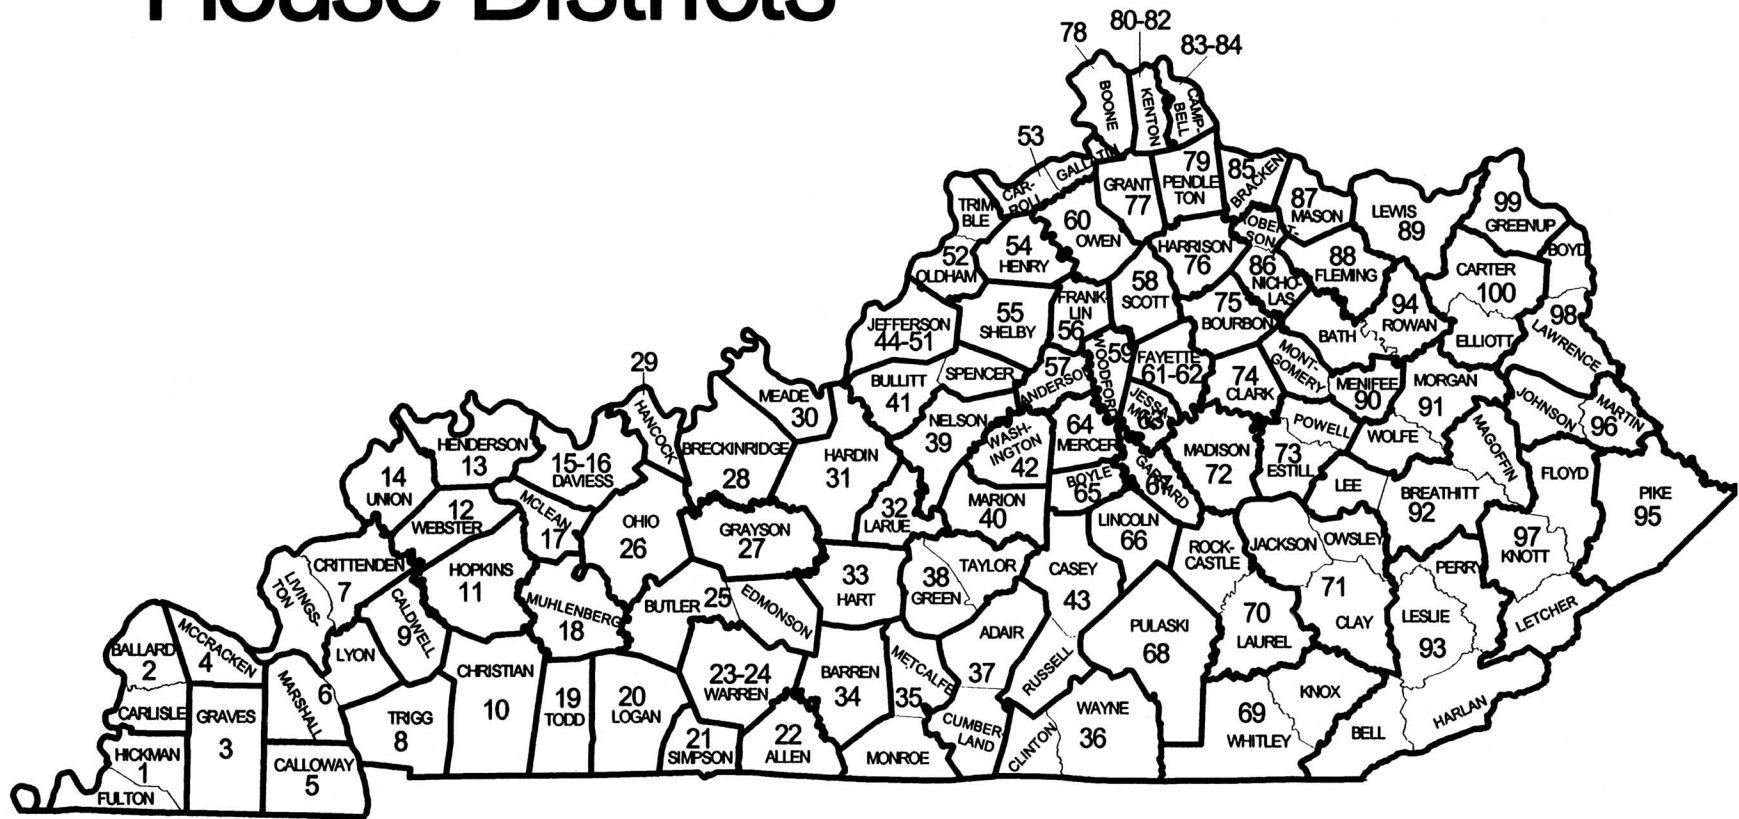 House Districts
80-82
78
83-84
BOONE
KENTON
CAMP-
BELL
53
GALLATIN
CAR-
ROLL
79
PENDLE
TON
GRANT
77
85
BRACKEN
87
MASON
LEWIS
89
99
GREENUP
TRIM
BLE
60
OWEN
ROBERT-
SON
BOYD
54
HENRY
HARRISON
76
88
FLEMING
CARTER
100
52
OLDHAM
58
SCOTT
86
NICHO-
LAS
55
SHELBY
FRANK-
LIN
56
75
BOURBON
94
ROWAN
BATH
ELLIOTT
98
LAWRENCE
JEFFERSON
44-51
59
WOODFORD
FAYETTE
61-62
MONT-
GOMERY
29
HANCOCK
MEADE
30
BULLITT
41
SPENCER
57
ANDERSON
74
CLARK
MENIFEE
90
MORGAN
91
JOHNSON
MARTIN
96
JESSA
MINE
63
HENDERSON
13
NELSON
39
WASH-
INGTON
42
64
MERCER
POWELL
WOLFE
MAGOFFIN
14
UNION
15-16
DAVIESS
BRECKINRIDGE
28
HARDIN
31
MADISON
72
73
ESTILL
FLOYD
BOYLE
65
GARRARD
67
LEE
BREATHITT
92
PIKE
95
12
WEBSTER
MCLEAN
17
OHIO
26
GRAYSON
27
32
LARUE
MARION
40
LINCOLN
66
ROCK-
CASTLE
JACKSON
OWSLEY
97
KNOTT
CRITTENDEN
7
LIVINGS-
TON
HOPKINS
11
33
HART
38
GREEN
TAYLOR
CASEY
43
PERRY
MUHLENBERG
18
BUTLER
25
EDMONSON
71
CLAY
LESLIE
93
LETCHER
CALDWELL
9
70
LAUREL
BALLARD
2
MCCRACKEN
4
LYON
ADAIR
37
PULASKI
68
MARSHALL
6
CHRISTIAN
10
23-24
WARREN
BARREN
34
METCALFE
35
RUSSELL
CARLISLE
GRAVES
3
TRIGG
8
19
TODD
20
LOGAN
CUMBER-
LAND
WAYNE
36
69
WHITLEY
KNOX
HARLAN
HICKMAN
1
FULTON
CALLOWAY
5
21
SIMPSON
22
ALLEN
MONROE
CLINTON
BELL